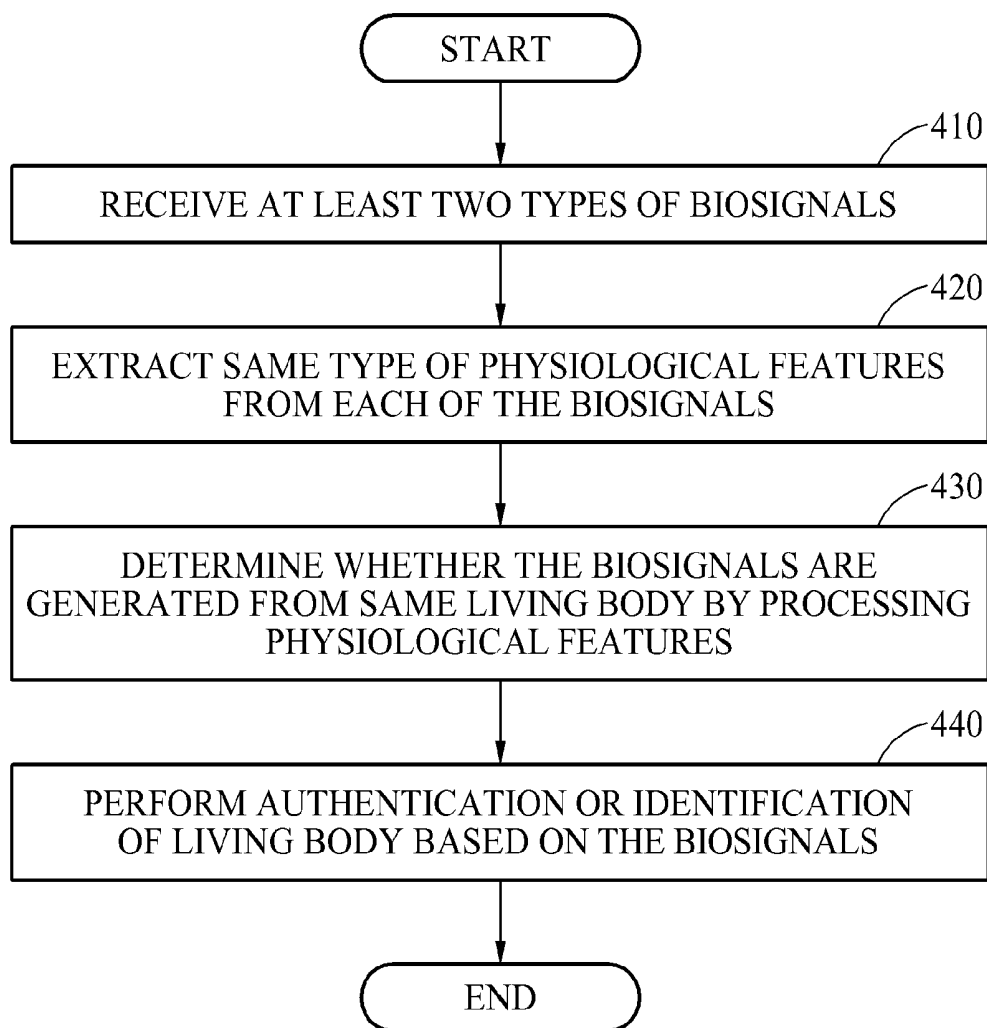 START
410
RECEIVE AT LEAST TWO TYPES OF BIOSIGNALS
420
EXTRACT SAME TYPE OF PHYSIOLOGICAL FEATURES
FROM EACH OF THE BIOSIGNALS
430
DETERMINE WHETHER THE BIOSIGNALS ARE
GENERATED FROM SAME LIVING BODY BY PROCESSING
PHYSIOLOGICAL FEATURES
440
PERFORM AUTHENTICATION OR IDENTIFICATION
OF LIVING BODY BASED ON THE BIOSIGNALS
END